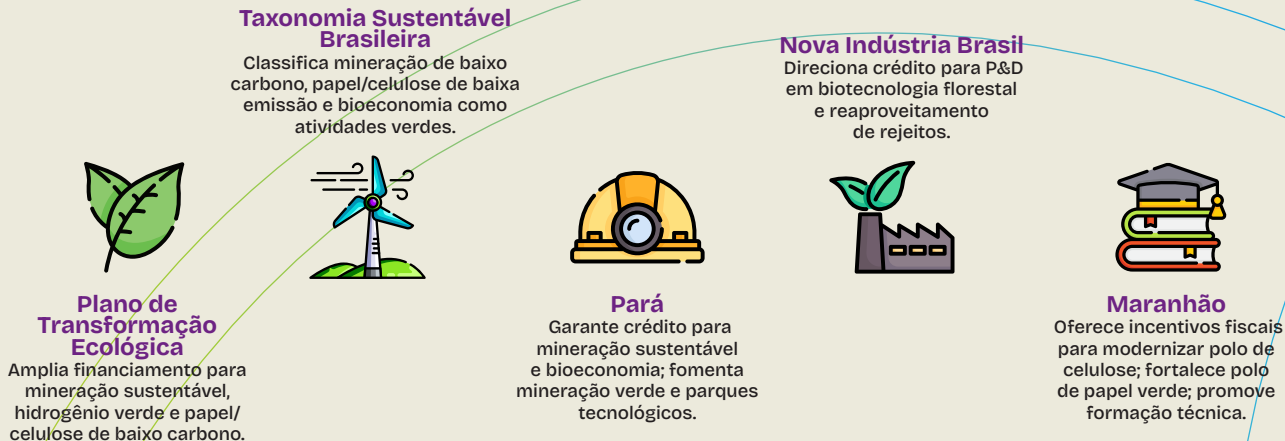 Taxonomia Sustentável
Brasileira
Classifica mineração de baixo
carbono, papel/celulose de baixa
emissão e bioeconomia como
atividades verdes.
Nova Indústria Brasil
Direciona crédito para P&D
em biotecnologia florestal
e reaproveitamento
de rejeitos.
Plano de
Transformação
Ecológica
Amplia financiamento para
mineração sustentável,
hidrogênio verde e papel/
celulose de baixo carbono.
Pará
Garante crédito para
mineração sustentável
e bioeconomia; fomenta
mineração verde e parques
tecnológicos.
Maranhão
Oferece incentivos fiscais
para modernizar polo de
celulose; fortalece polo
de papel verde; promove
formação técnica.